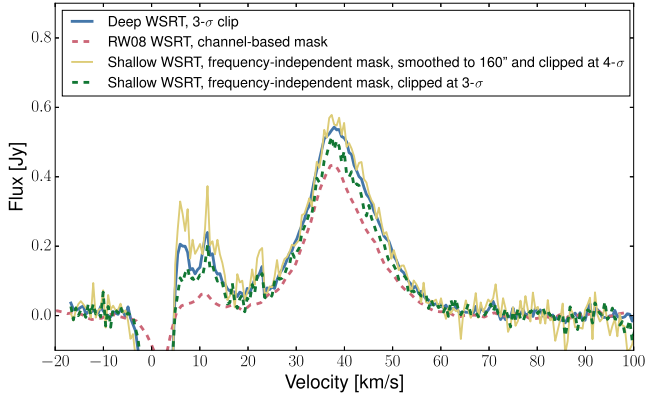 Deep WSRT, 3-σ clip
RW08 WSRT, channel-based mask
Shallow WSRT, frequency-independent mask, smoothed to 160" and clipped at 4-σ
Shallow WSRT, frequency-independent mask, clipped at 3-σ
Flux [Jy]
0.8
0.6
0.4
0.2
0.0
−20 −10 0 10 20 30 40 50 60 70 80 90 100
Velocity [km/s]